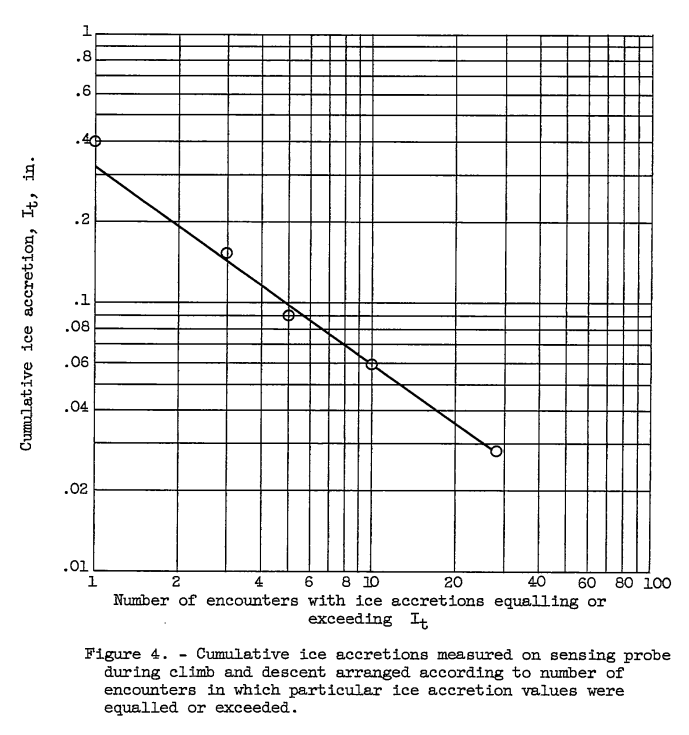 1
.8
.6
.4
.2
.1
.08
.06
.04
.02
.01
Cumulative ice accretion, It, in.
1 2 4 6 8 10 20 40 60 80 100
Number of encounters with ice accretions equalling or
exceeding It
Figure 4. - Cumulative ice accretions measured on sensing probe
during climb and descent arranged according to number of
encounters in which particular ice accretion values were
equalled or exceeded.